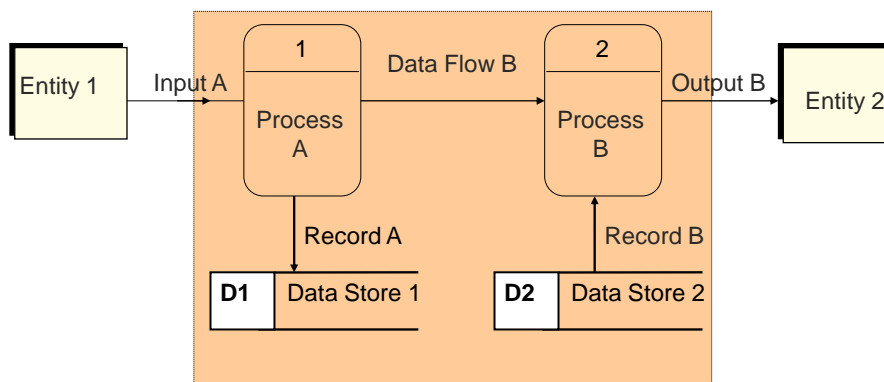 1
2
Entity 1
Input A
Data Flow B
Output B
Entity 2
Process
A
Process
B
Record A
Record B
D1
Data Store 1
D2
Data Store 2